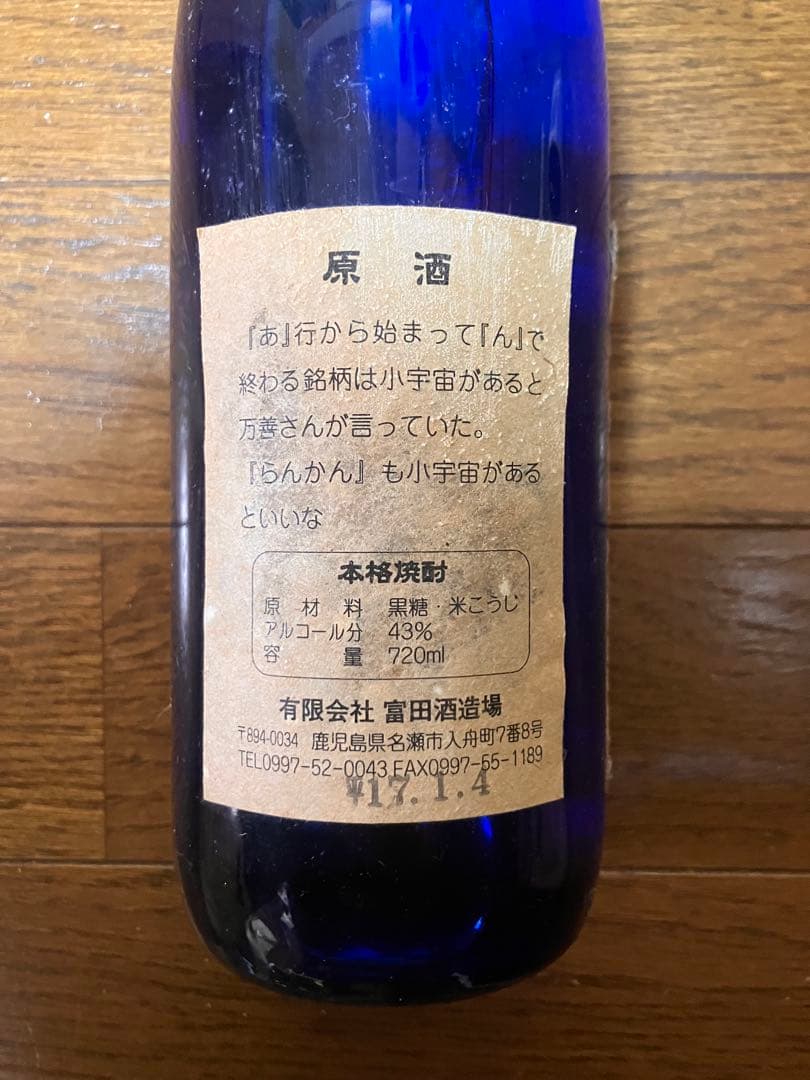 原酒
『あ』行から始まって『ん』で
終わる銘柄は小宇宙があると
万善さんが言っていた。
『らんかん』も小宇宙がある
といいな
本格焼酎
原材料 黒糖・米こうじ
アルコール分 43%
容量 720ml
有限会社 富田酒造場
〒894-0034 鹿児島県名瀬市入舟町7番8号
TEL0997-52-0043 FAX0997-55-1189
17.1.4